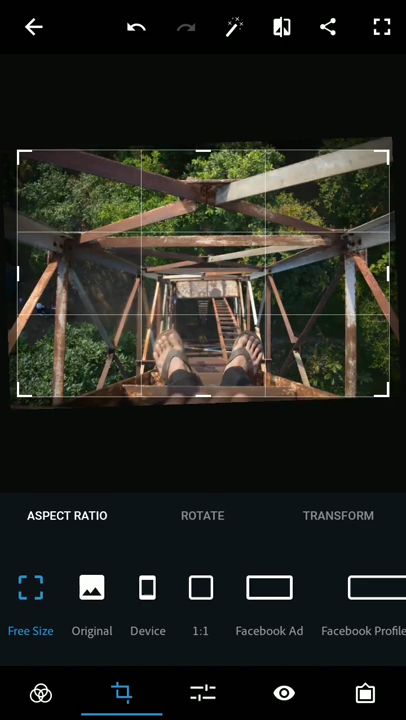 ASPECT RATIO ROTATE TRANSFORM
Free Size Original Device 1:1 Facebook Ad Facebook Profile